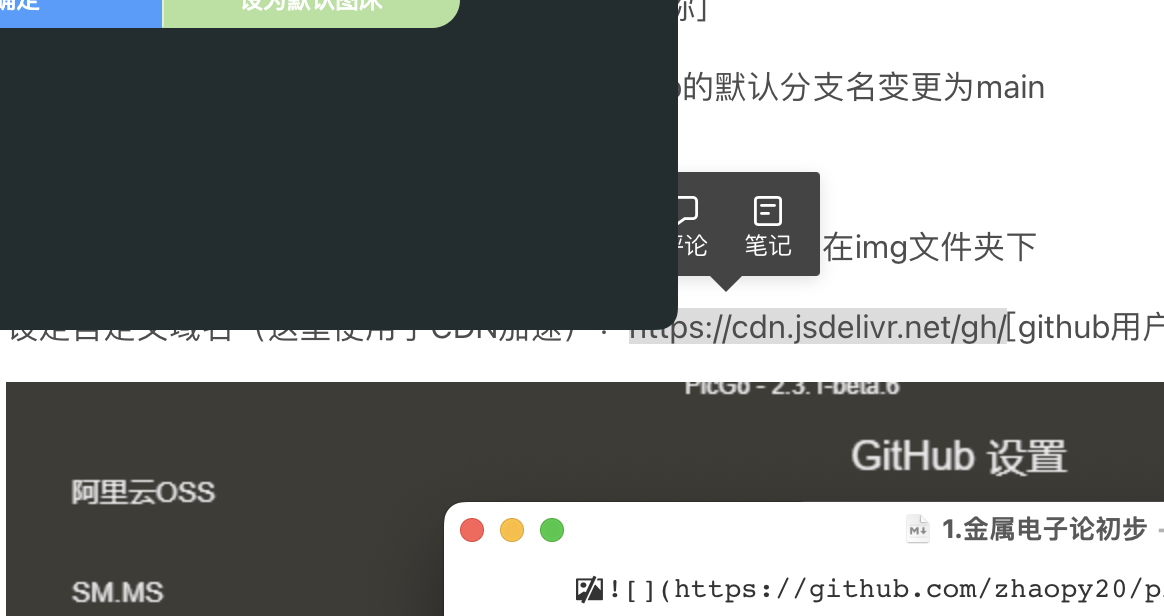 确定
设为默认图床
的默认分支名变更为main
评论
笔记
在img文件夹下
设定自定义域名（这里使用了CDN加速）：https://cdn.jsdelivr.net/gh/[github用户
PicGo - 2.3.1-beta.6
GitHub 设置
阿里云OSS
1.金属电子论初步
SM.MS
![](https://github.com/zhaopy20/p